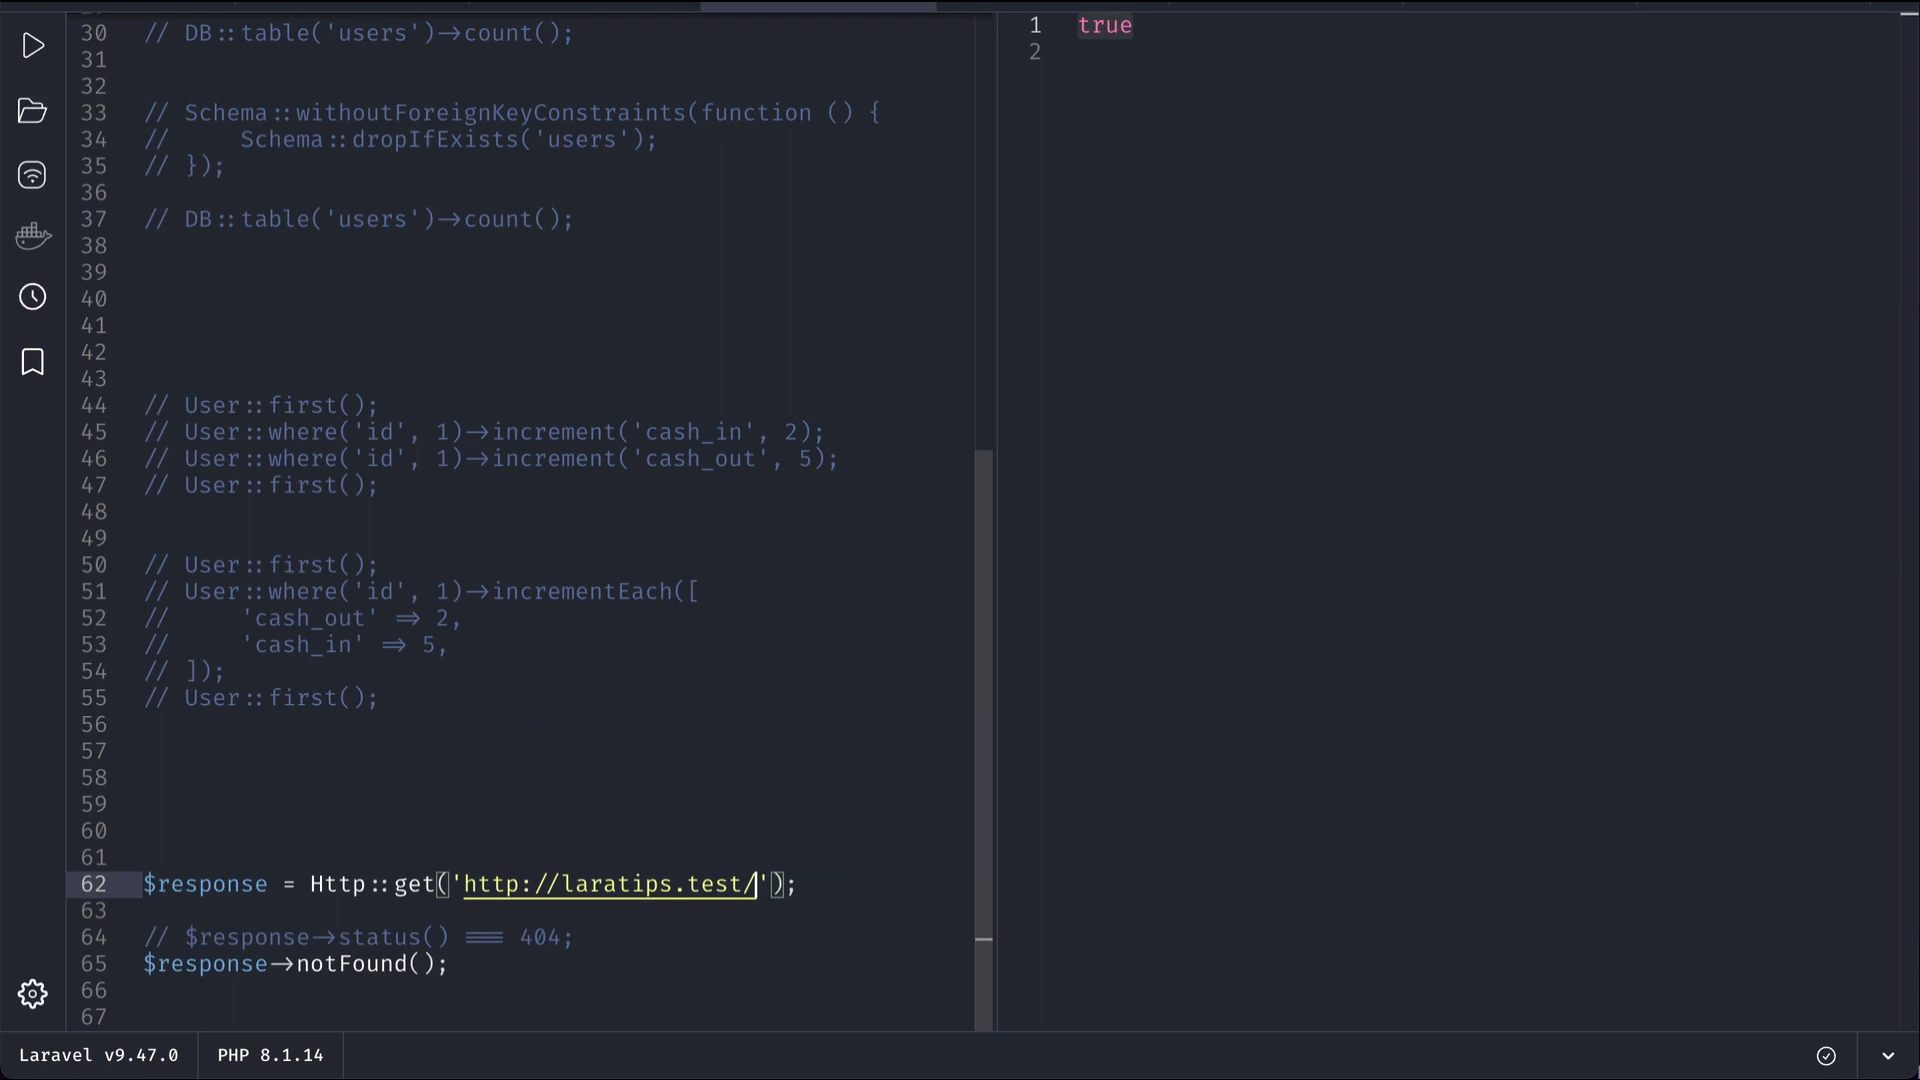 30 // DB::table('users')->count();
31
32
33 // Schema::withoutForeignKeyConstraints(function () {
34 //     Schema::dropIfExists('users');
35 // });
36
37 // DB::table('users')->count();
38
39
40
41
42
43
44 // User::first();
45 // User::where('id', 1)->increment('cash_in', 2);
46 // User::where('id', 1)->increment('cash_out', 5);
47 // User::first();
48
49
50 // User::first();
51 // User::where('id', 1)->incrementEach([
52 //     'cash_out' => 2,
53 //     'cash_in' => 5,
54 // ]);
55 // User::first();
56
57
58
59
60
61
62 $response = Http::get('http://laratips.test/');
63
64 // $response->status() === 404;
65 $response->notFound();
66
67
1 true
2
Laravel v9.47.0 PHP 8.1.14